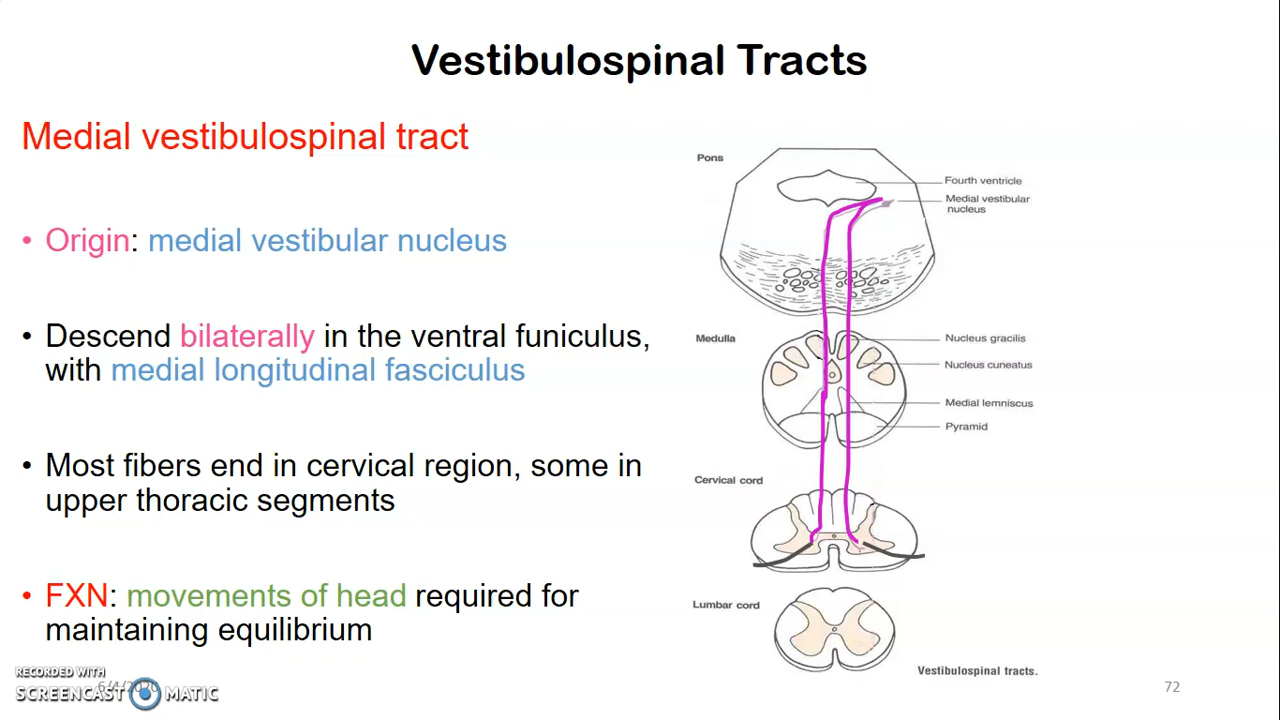 Vestibulospinal Tracts
Medial vestibulospinal tract
• Origin: medial vestibular nucleus
• Descend bilaterally in the ventral funiculus,
with medial longitudinal fasciculus
• Most fibers end in cervical region, some in
upper thoracic segments
• FXN: movements of head required for
maintaining equilibrium
Pons
Fourth ventricle
Medial vestibular
nucleus
Medulla
Nucleus gracilis
Nucleus cuneatus
Medial lemniscus
Pyramid
Cervical cord
Lumbar cord
Vestibulospinal tracts.
RECORDED WITH
SCREENCAST MATIC
72